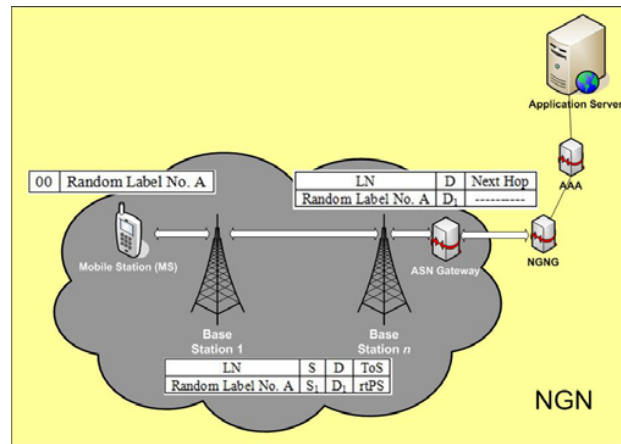 Application Server
AAA
00 Random Label No. A
LN D Next Hop
Random Label No. A D₁ ----------
Mobile Station (MS)
ASN Gateway
NGNG
Base
Station 1
Base
Station n
LN S D ToS
Random Label No. A S₁ D₁ rtPS
NGN